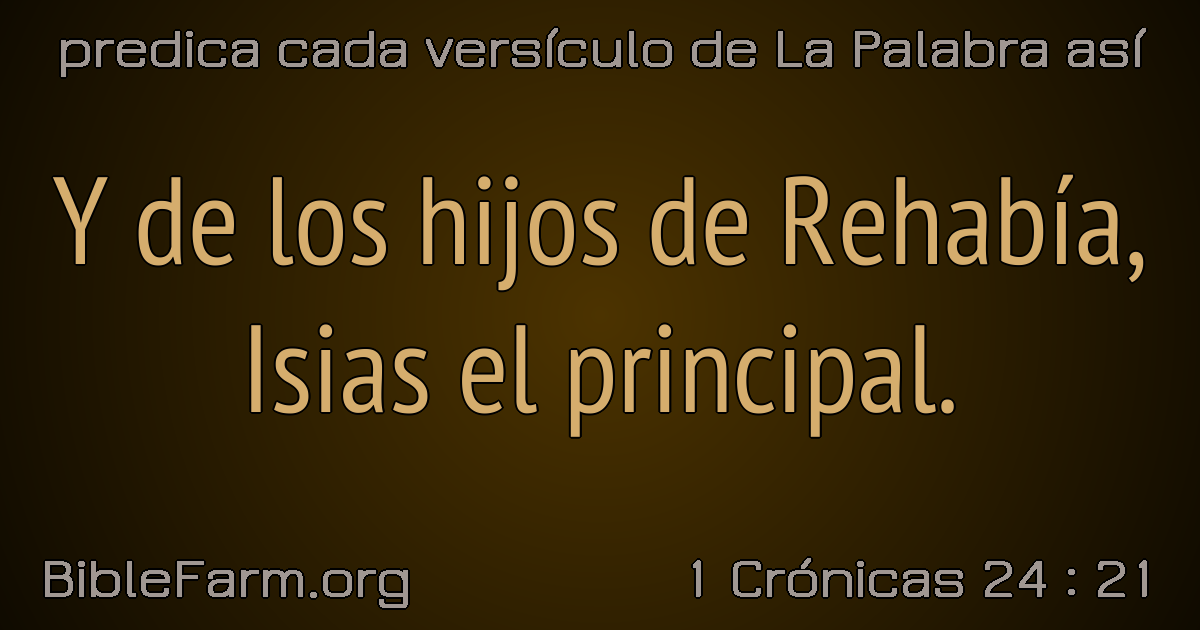 predica cada versículo de La Palabra así
Y de los hijos de Rehabía,
Isias el principal.
BibleFarm.org
1 Crónicas 24 : 21